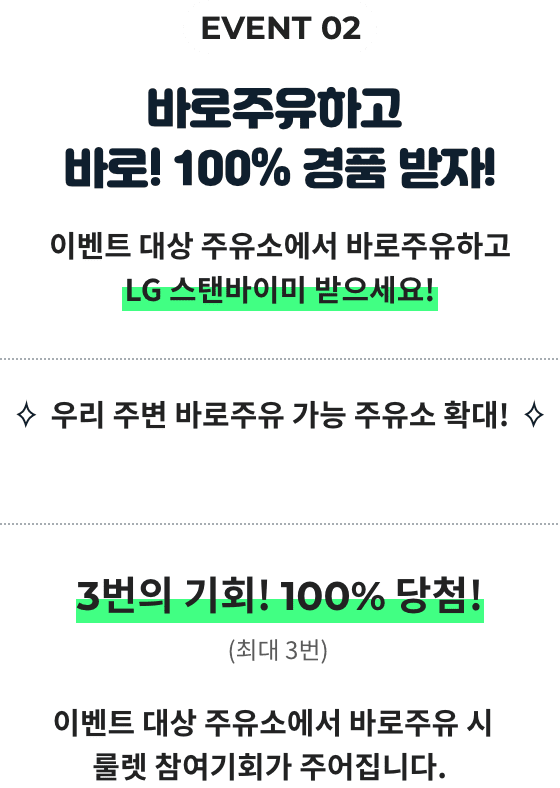 EVENT 02
바로주유하고
바로! 100% 경품 받자!
이벤트 대상 주유소에서 바로주유하고
LG 스탠바이미 받으세요!
우리 주변 바로주유 가능 주유소 확대!
3번의 기회! 100% 당첨!
(최대 3번)
이벤트 대상 주유소에서 바로주유 시
룰렛 참여기회가 주어집니다.